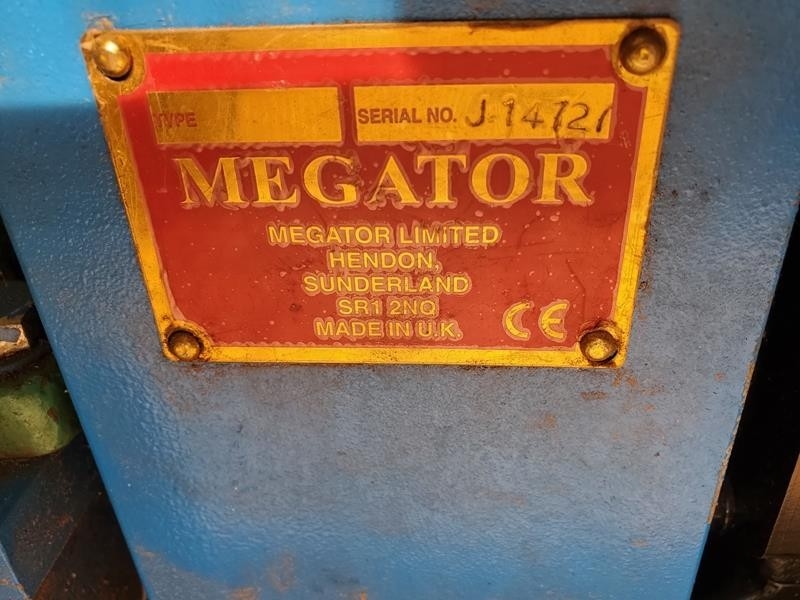 TYPE
SERIAL NO. J.14721
MEGATOR
MEGATOR LIMITED
HENDON,
SUNDERLAND
SR1 2NQ
MADE IN U.K.
CE